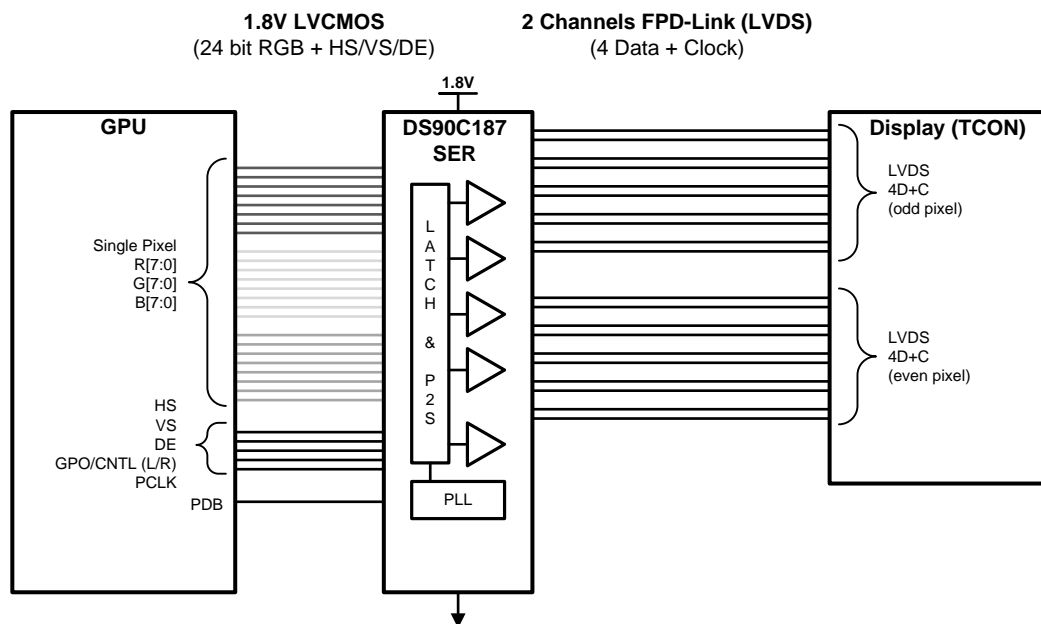 1.8V LVCMOS
(24 bit RGB + HS/VS/DE)
2 Channels FPD-Link (LVDS)
(4 Data + Clock)
1.8V
GPU
DS90C187
SER
Display (TCON)
Single Pixel
R[7:0]
G[7:0]
B[7:0]
HS
VS
DE
GPO/CNTL (L/R)
PCLK
PDB
LATCH & P2S
PLL
LVDS
4D+C
(odd pixel)
LVDS
4D+C
(even pixel)